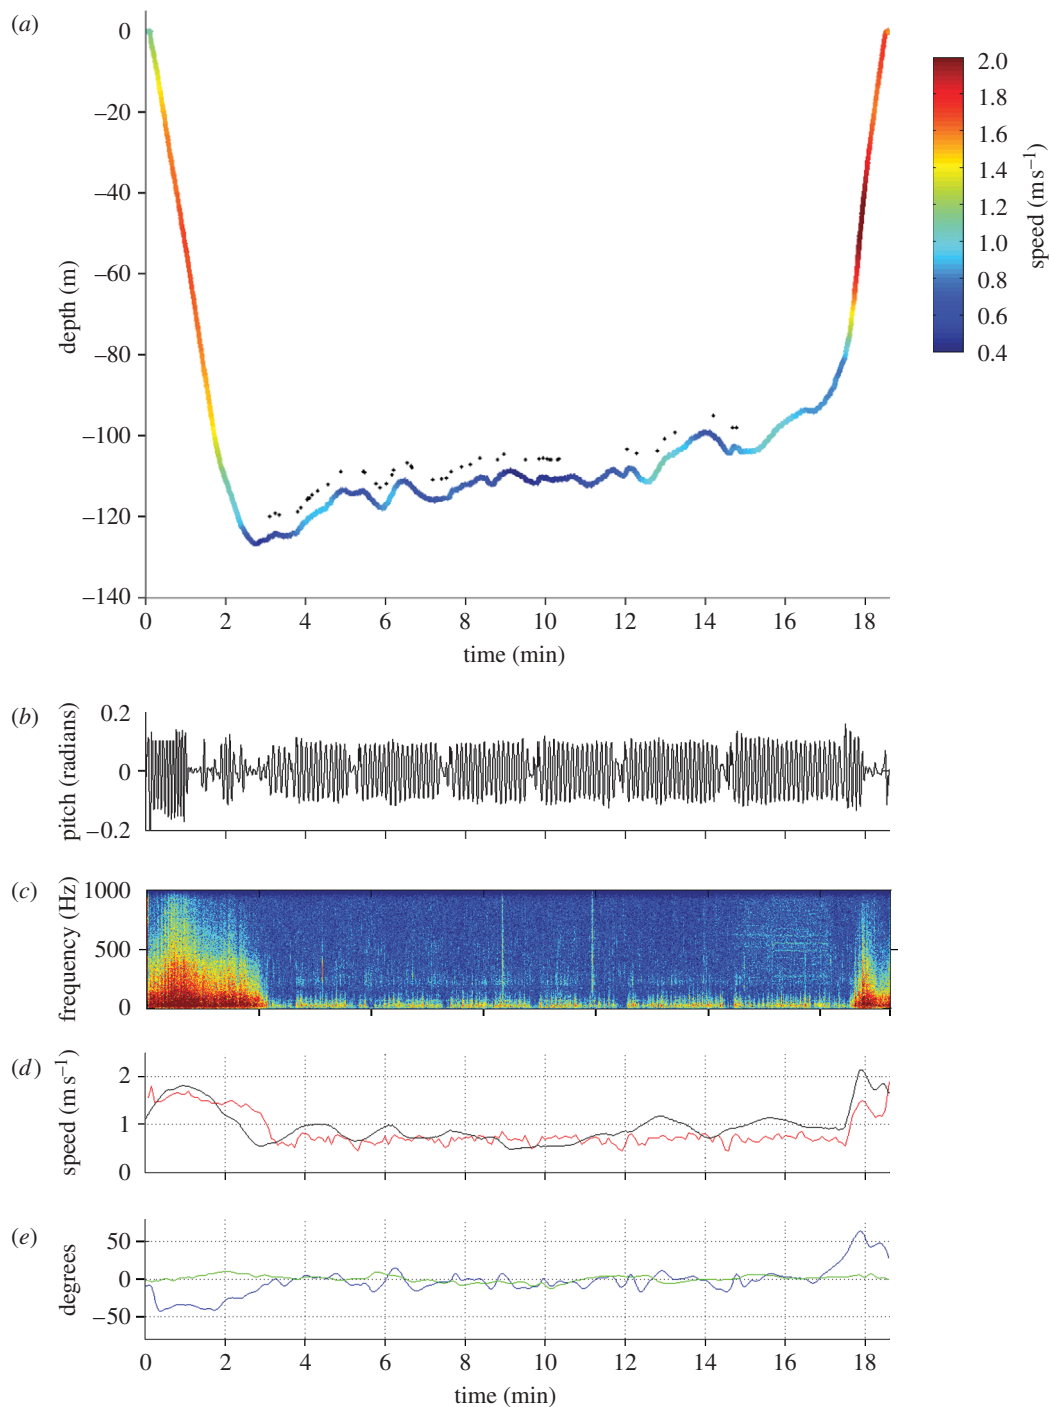 (a)
0
−20
−40
−60
−80
−100
−120
−140
depth (m)
0 2 4 6 8 10 12 14 16 18
time (min)
2.0
1.8
1.6
1.4
1.2
1.0
0.8
0.6
0.4
speed (m s⁻¹)
(b)
0.2
0
−0.2
pitch (radians)
(c)
1000
500
0
frequency (Hz)
(d)
2
1
0
speed (m s⁻¹)
(e)
50
0
−50
degrees
0 2 4 6 8 10 12 14 16 18
time (min)